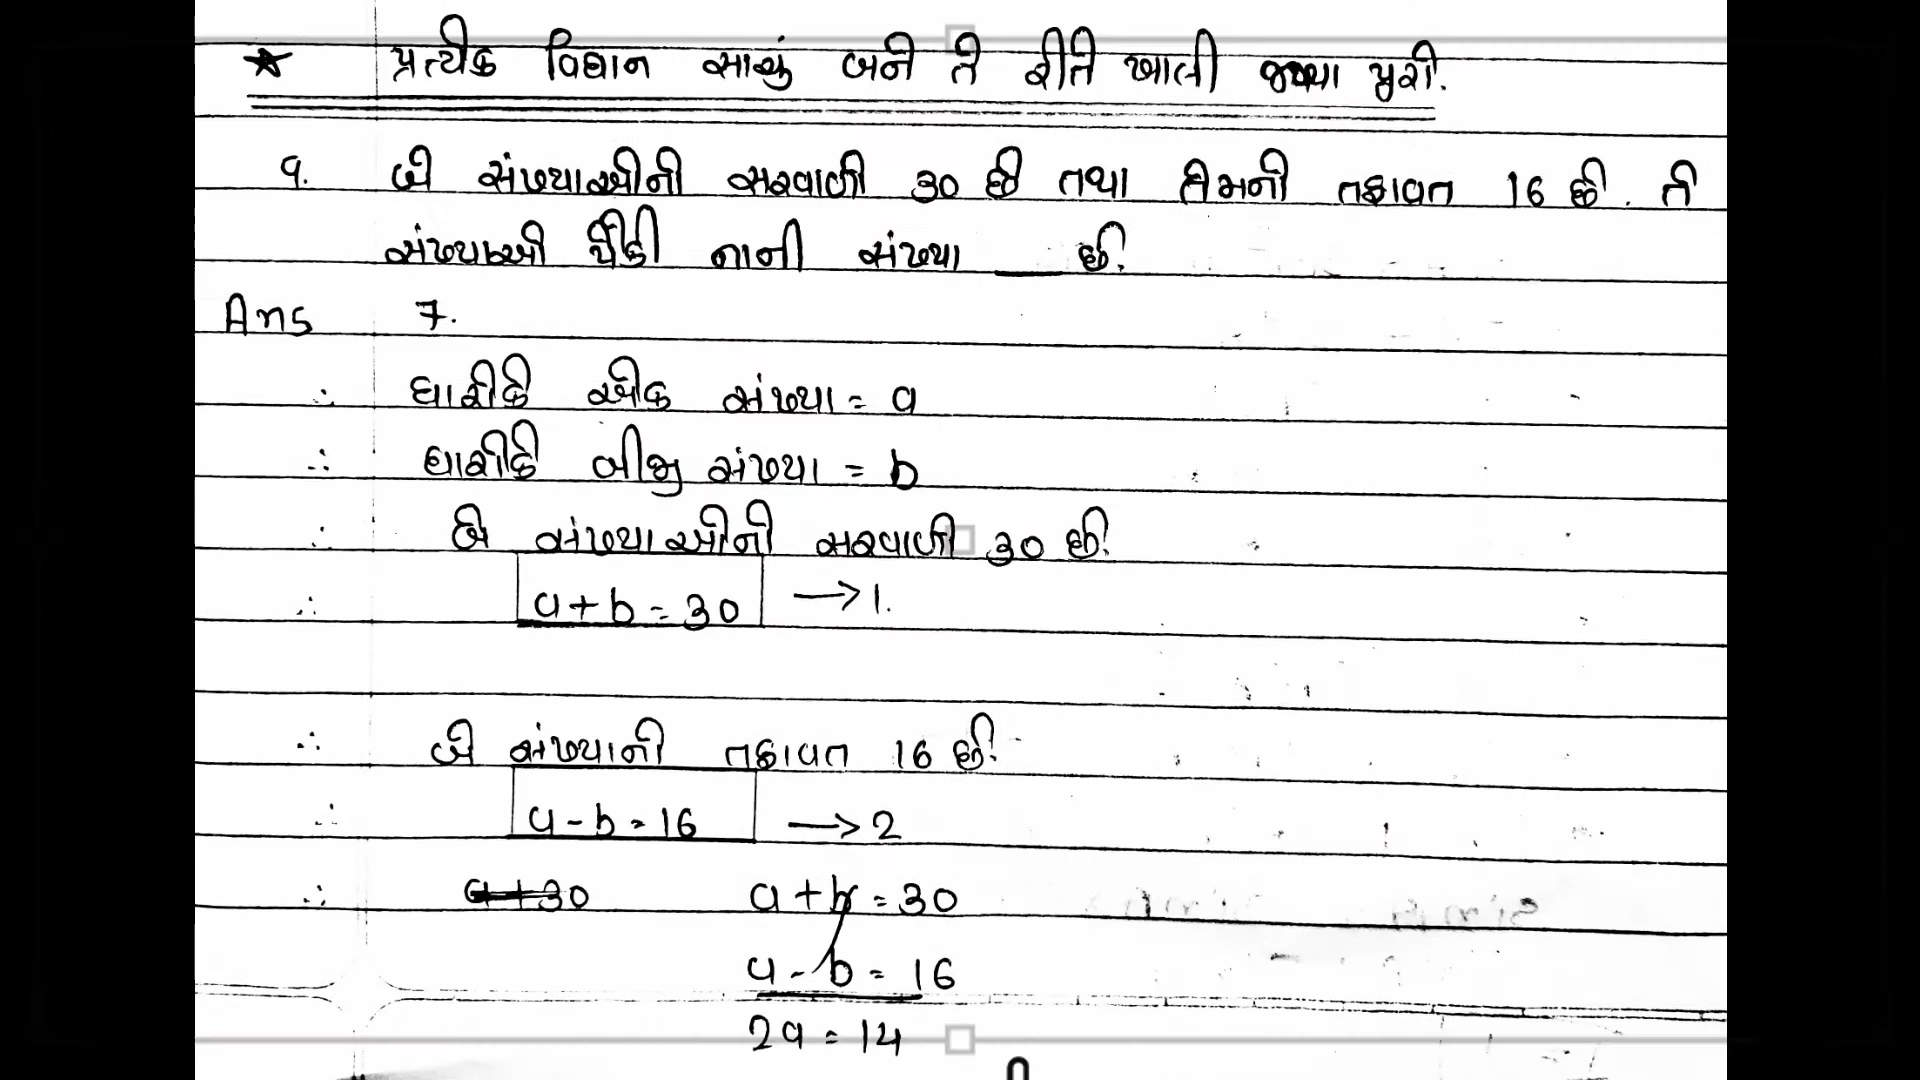 ★ પ્રત્યેક વિધાન સાચું બને તે રીતે ખાલી જગ્યા પુરો.
૧. બે સંખ્યાઓનો સરવાળો 30 છે તથા તેમનો તફાવત 16 છે. તે
સંખ્યાઓ પૈકી નાની સંખ્યા ___ છે.
Ans 7.
∴ ધારોકે એક સંખ્યા = a
∴ ધારોકે બીજી સંખ્યા = b
∴ બે સંખ્યાઓનો સરવાળો 30 છે.
∴ a + b = 30 → 1.
∴ બે સંખ્યાનો તફાવત 16 છે.
∴ a - b = 16 → 2
∴ a + 30 a + b = 30
a - b = 16
2a = 14